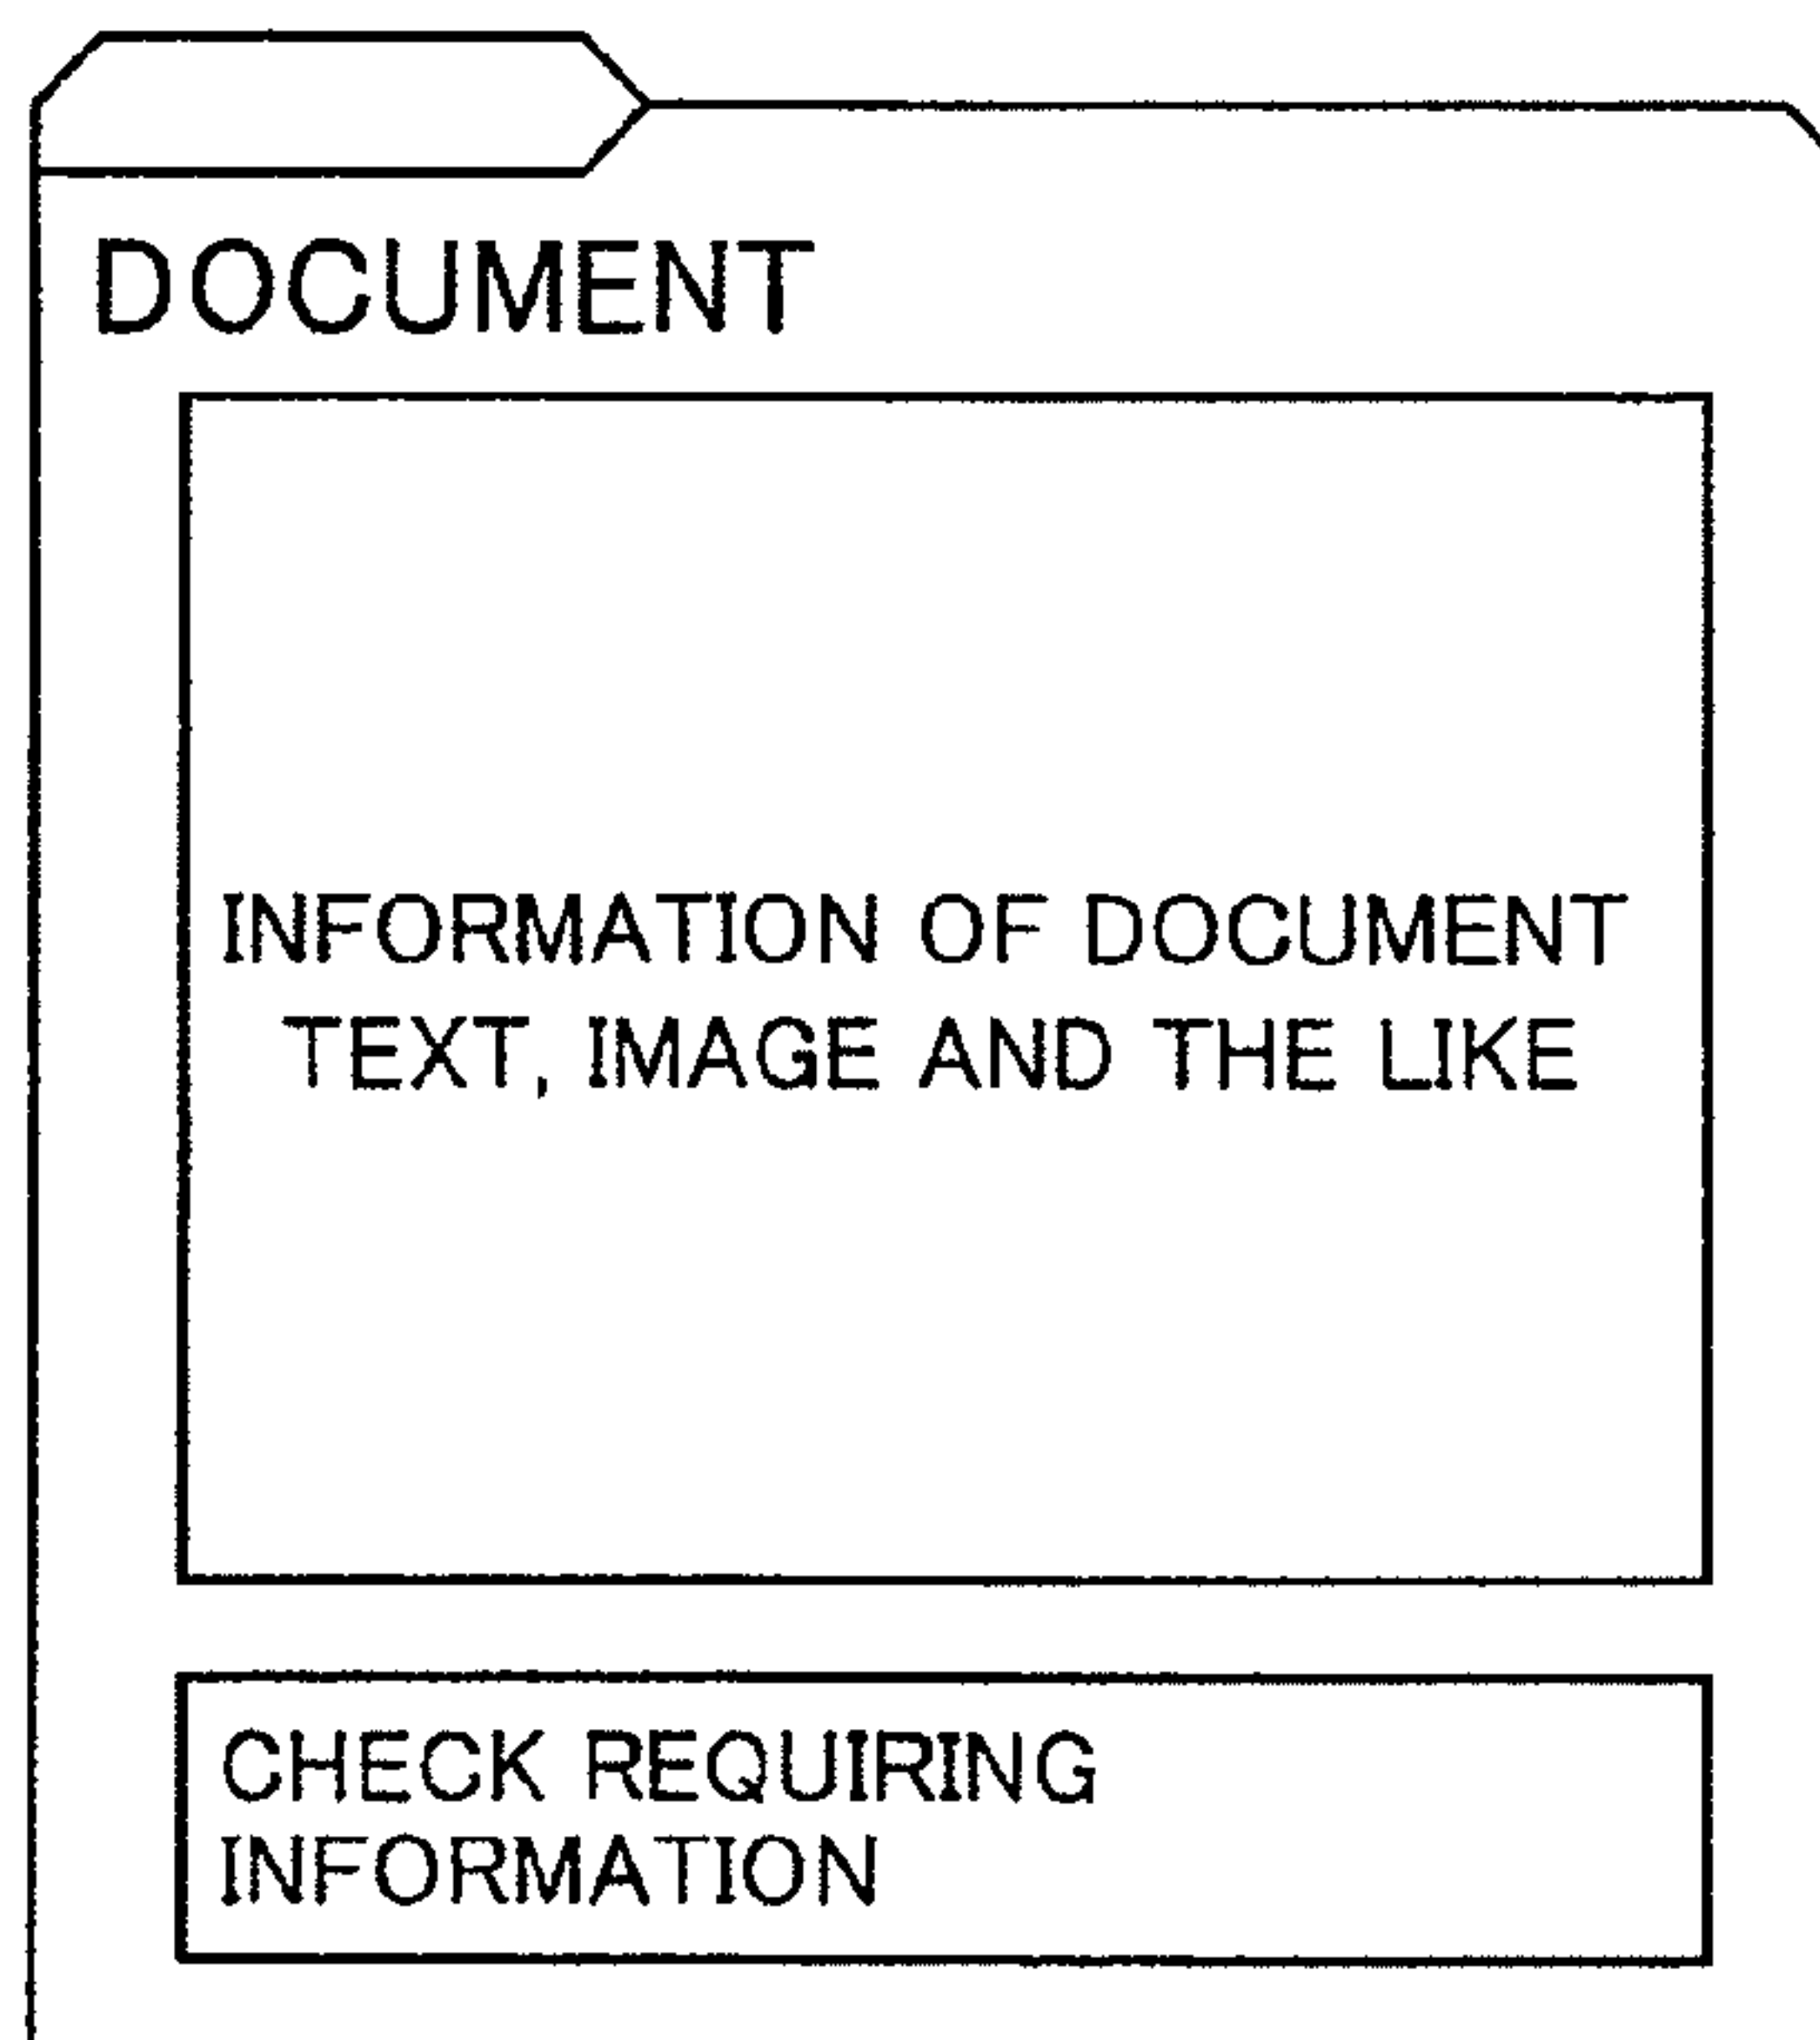 DOCUMENT
INFORMATION OF DOCUMENT
TEXT, IMAGE AND THE LIKE
CHECK REQUIRING
INFORMATION